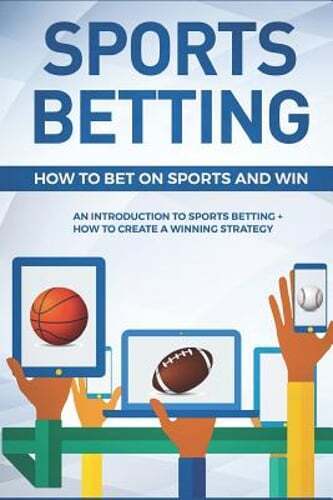 SPORTS
BETTING
HOW TO BET ON SPORTS AND WIN
AN INTRODUCTION TO SPORTS BETTING +
HOW TO CREATE A WINNING STRATEGY